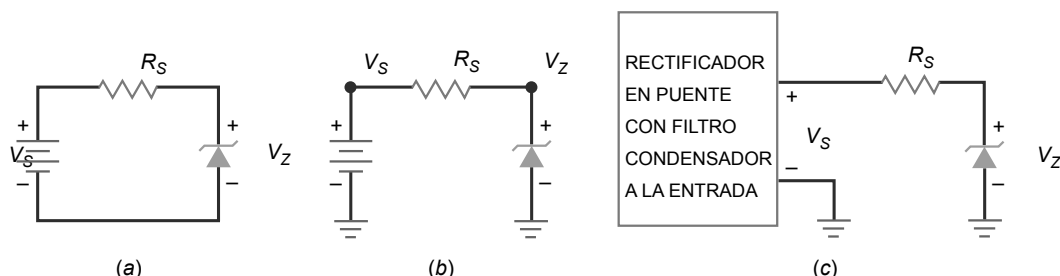 R_S
+
V_S
−
+
V_Z
−
(a)
V_S
R_S
V_Z
+
−
+
−
(b)
RECTIFICADOR
EN PUENTE
CON FILTRO
CONDENSADOR
A LA ENTRADA
+
V_S
−
R_S
+
V_Z
−
(c)